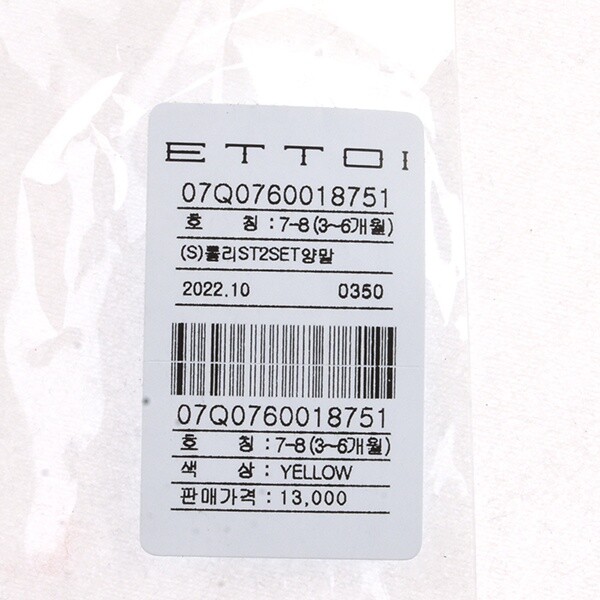 ETTOI
07Q0760018751
호 칭 : 7-8(3~6개월)
(S)롤리ST2SET양말
2022.10 0350
07Q0760018751
호 칭 : 7-8(3~6개월)
색 상 : YELLOW
판매가격 : 13,000